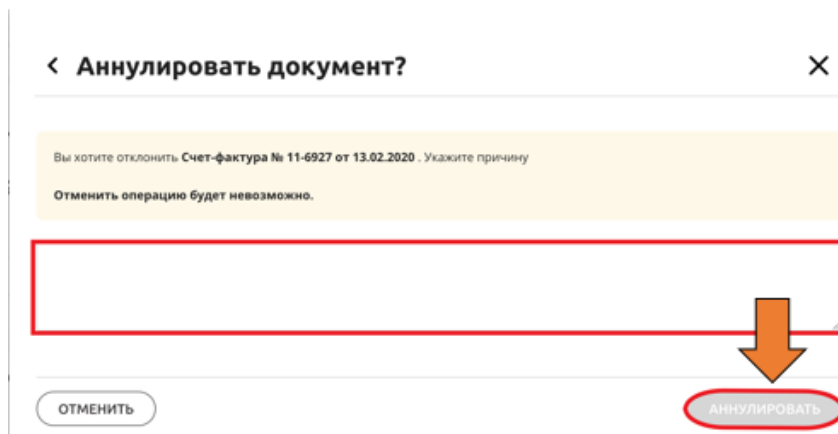 Аннулировать документ?
Вы хотите отклонить Счет-фактура № 11-6927 от 13.02.2020 . Укажите причину
Отменить операцию будет невозможно.
ОТМЕНИТЬ
АННУЛИРОВАТЬ